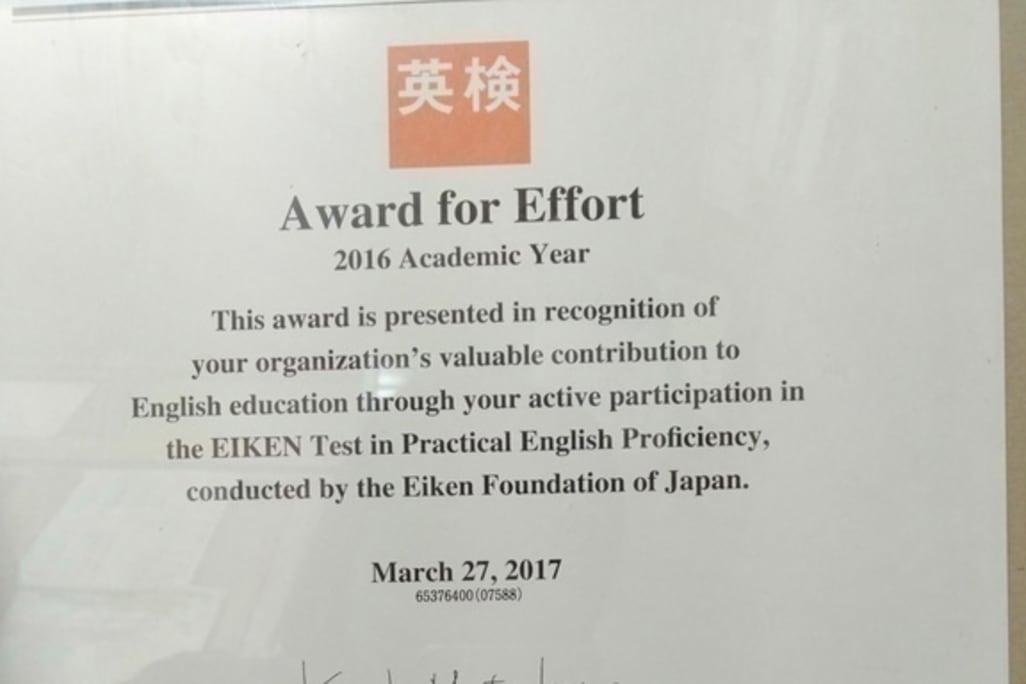 英検
Award for Effort
2016 Academic Year
This award is presented in recognition of
your organization's valuable contribution to
English education through your active participation in
the EIKEN Test in Practical English Proficiency,
conducted by the Eiken Foundation of Japan.
March 27, 2017
65376400(07588)